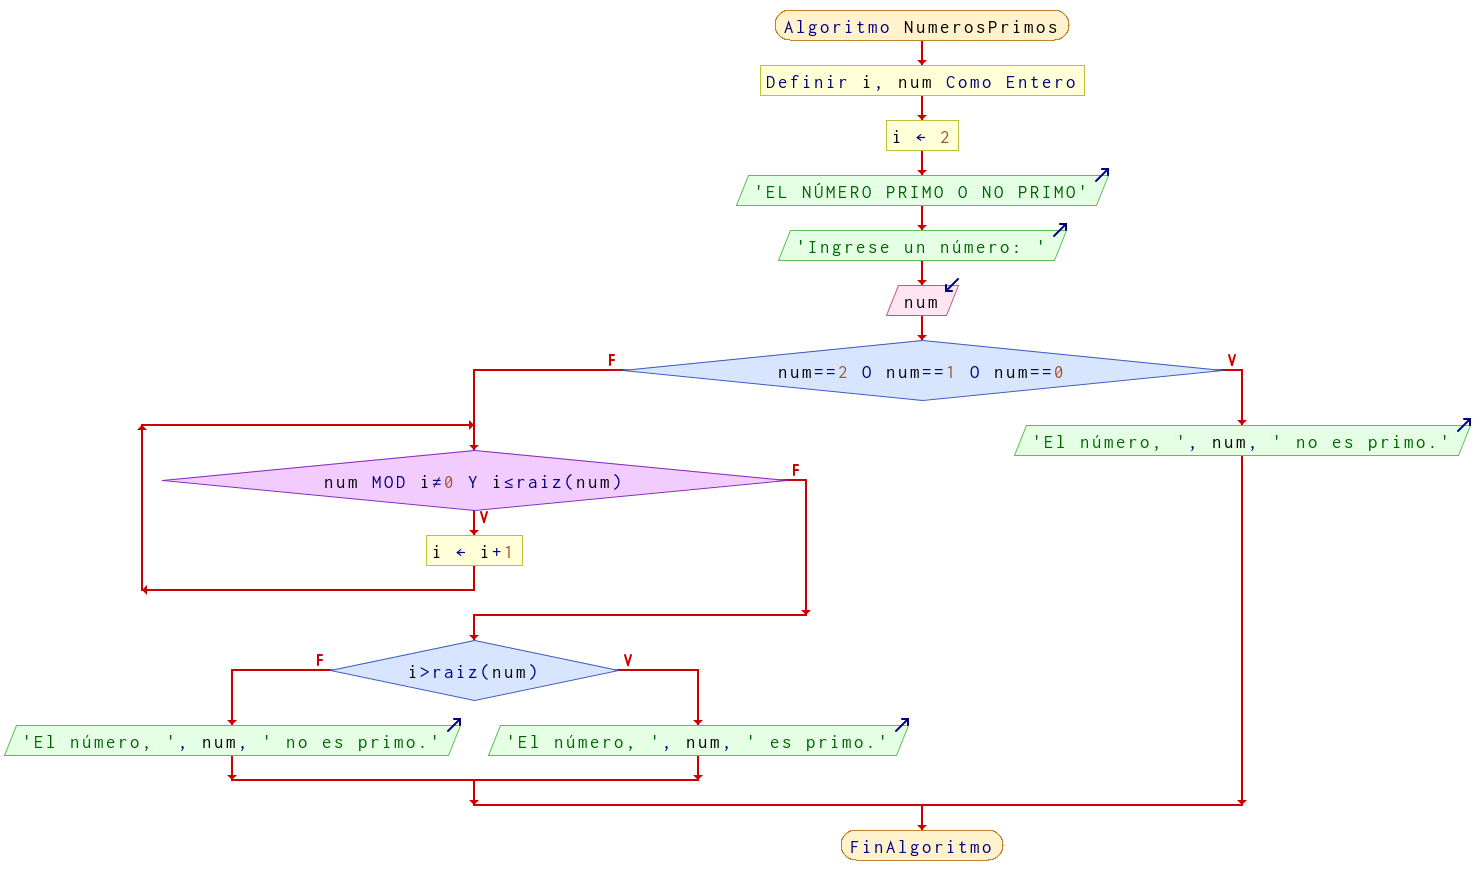 Algoritmo NumerosPrimos
Definir i, num Como Entero
i ← 2
'EL NÚMERO PRIMO O NO PRIMO'
'Ingrese un número: '
num
F
V
num==2 O num==1 O num==0
'El número, ', num, ' no es primo.'
F
num MOD i≠0 Y i≤raiz(num)
V
i ← i+1
F
V
i>raiz(num)
'El número, ', num, ' no es primo.'
'El número, ', num, ' es primo.'
FinAlgoritmo